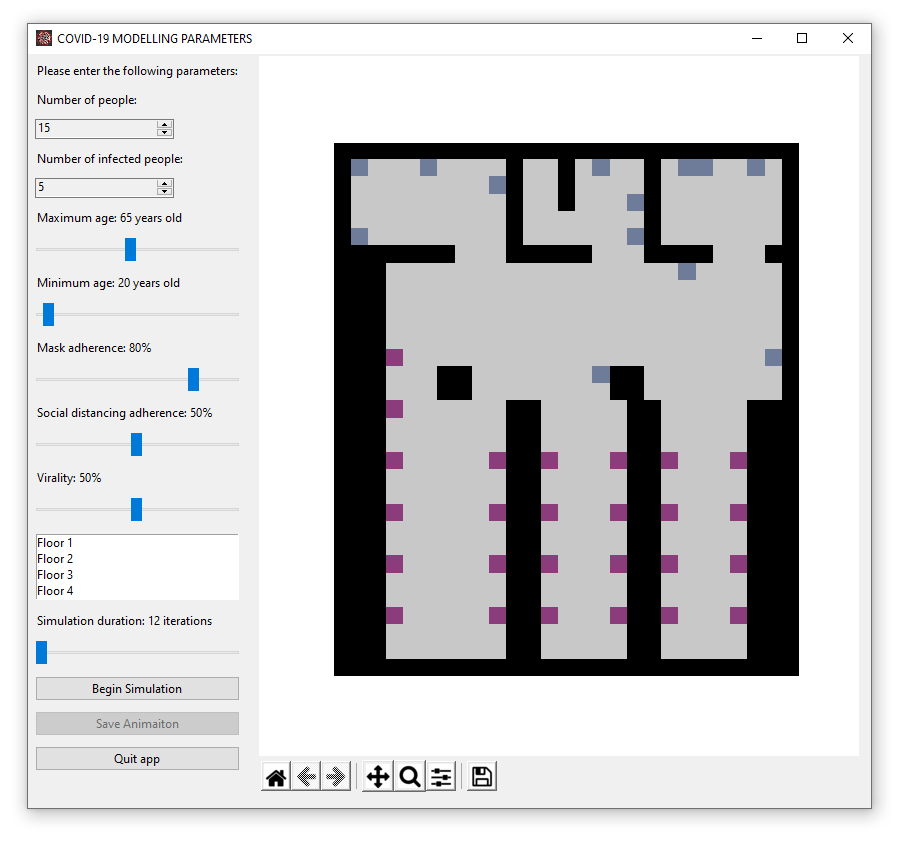 COVID-19 MODELLING PARAMETERS
Please enter the following parameters:
Number of people:
15
Number of infected people:
5
Maximum age: 65 years old
Minimum age: 20 years old
Mask adherence: 80%
Social distancing adherence: 50%
Virality: 50%
Floor 1
Floor 2
Floor 3
Floor 4
Simulation duration: 12 iterations
Begin Simulation
Save Animaiton
Quit app